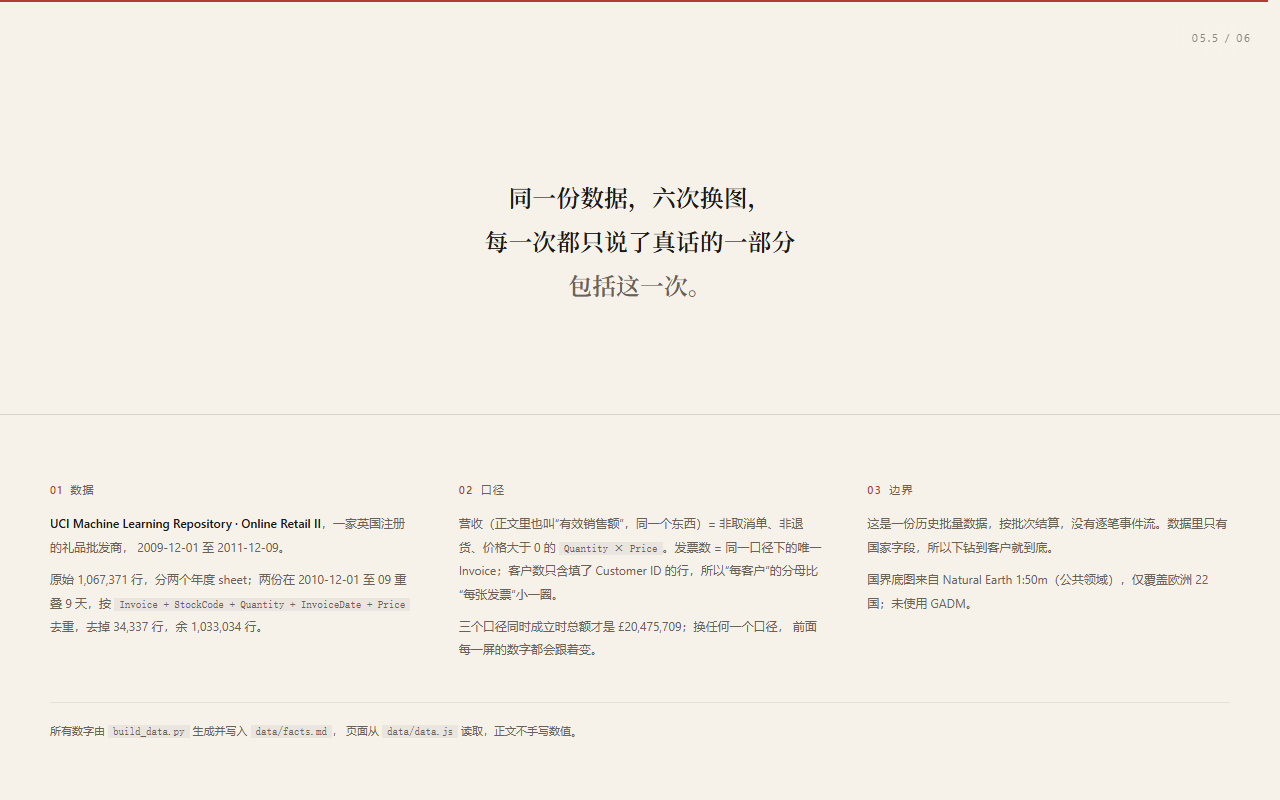 05.5 / 06
同一份数据，六次换图，
每一次都只说了真话的一部分
包括这一次。
01 数据
UCI Machine Learning Repository · Online Retail II，一家英国注册
的礼品批发商， 2009-12-01 至 2011-12-09。
原始 1,067,371 行，分两个年度 sheet；两份在 2010-12-01 至 09 重
叠 9 天，按 Invoice + StockCode + Quantity + InvoiceDate + Price
去重，去掉 34,337 行，余 1,033,034 行。
02 口径
营收（正文里也叫“有效销售额”，同一个东西）= 非取消单、非退
货、价格大于 0 的 Quantity × Price。发票数 = 同一口径下的唯一
Invoice；客户数只含填了 Customer ID 的行，所以“每客户”的分母比
“每张发票”小一圈。
三个口径同时成立时总额才是 £20,475,709；换任何一个口径， 前面
每一屏的数字都会跟着变。
03 边界
这是一份历史批量数据，按批次结算，没有逐笔事件流。数据里只有
国家字段，所以下钻到客户就到底。
国界底图来自 Natural Earth 1:50m（公共领域），仅覆盖欧洲 22
国；未使用 GADM。
所有数字由 build_data.py 生成并写入 data/facts.md， 页面从 data/data.js 读取，正文不手写数值。